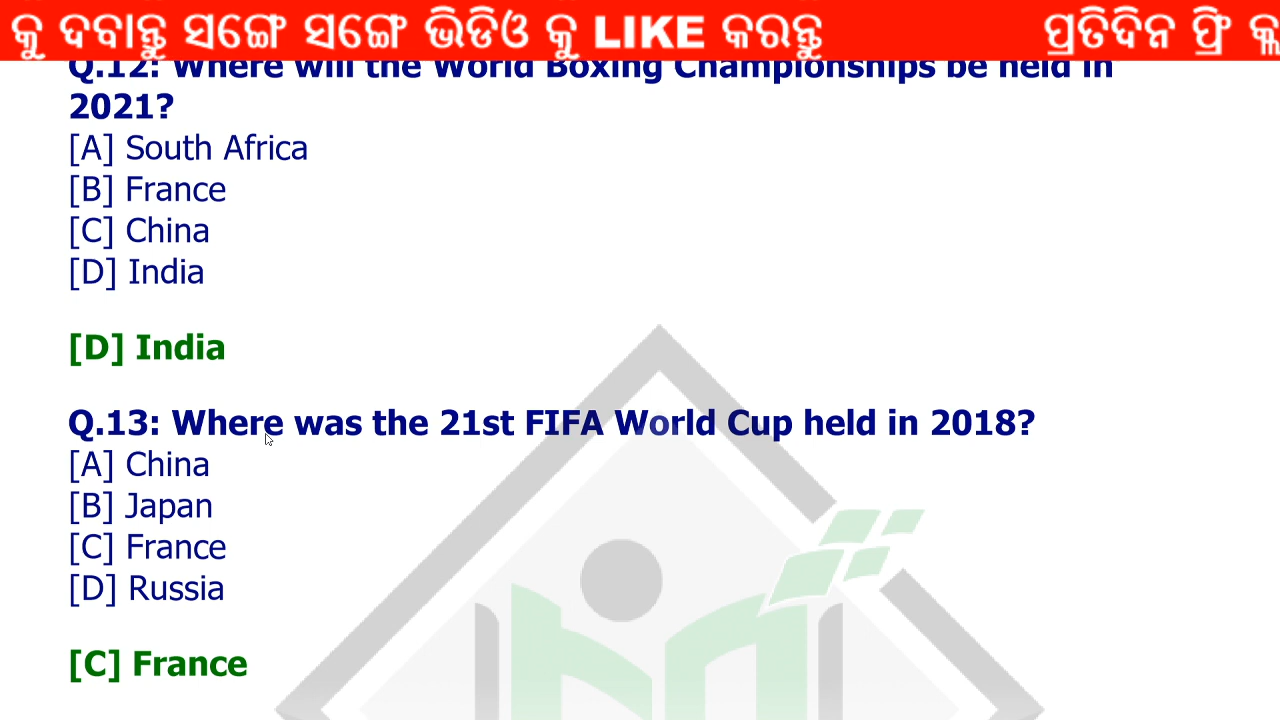 କୁ ଦବାନ୍ତୁ ସଙ୍ଗେ ସଙ୍ଗେ ଭିଡିଓ କୁ LIKE କରନ୍ତୁ ପ୍ରତିଦିନ ଫ୍ରି
Q.12: Where will the World Boxing Championships be held in
2021?
[A] South Africa
[B] France
[C] China
[D] India
[D] India
Q.13: Where was the 21st FIFA World Cup held in 2018?
[A] China
[B] Japan
[C] France
[D] Russia
[C] France